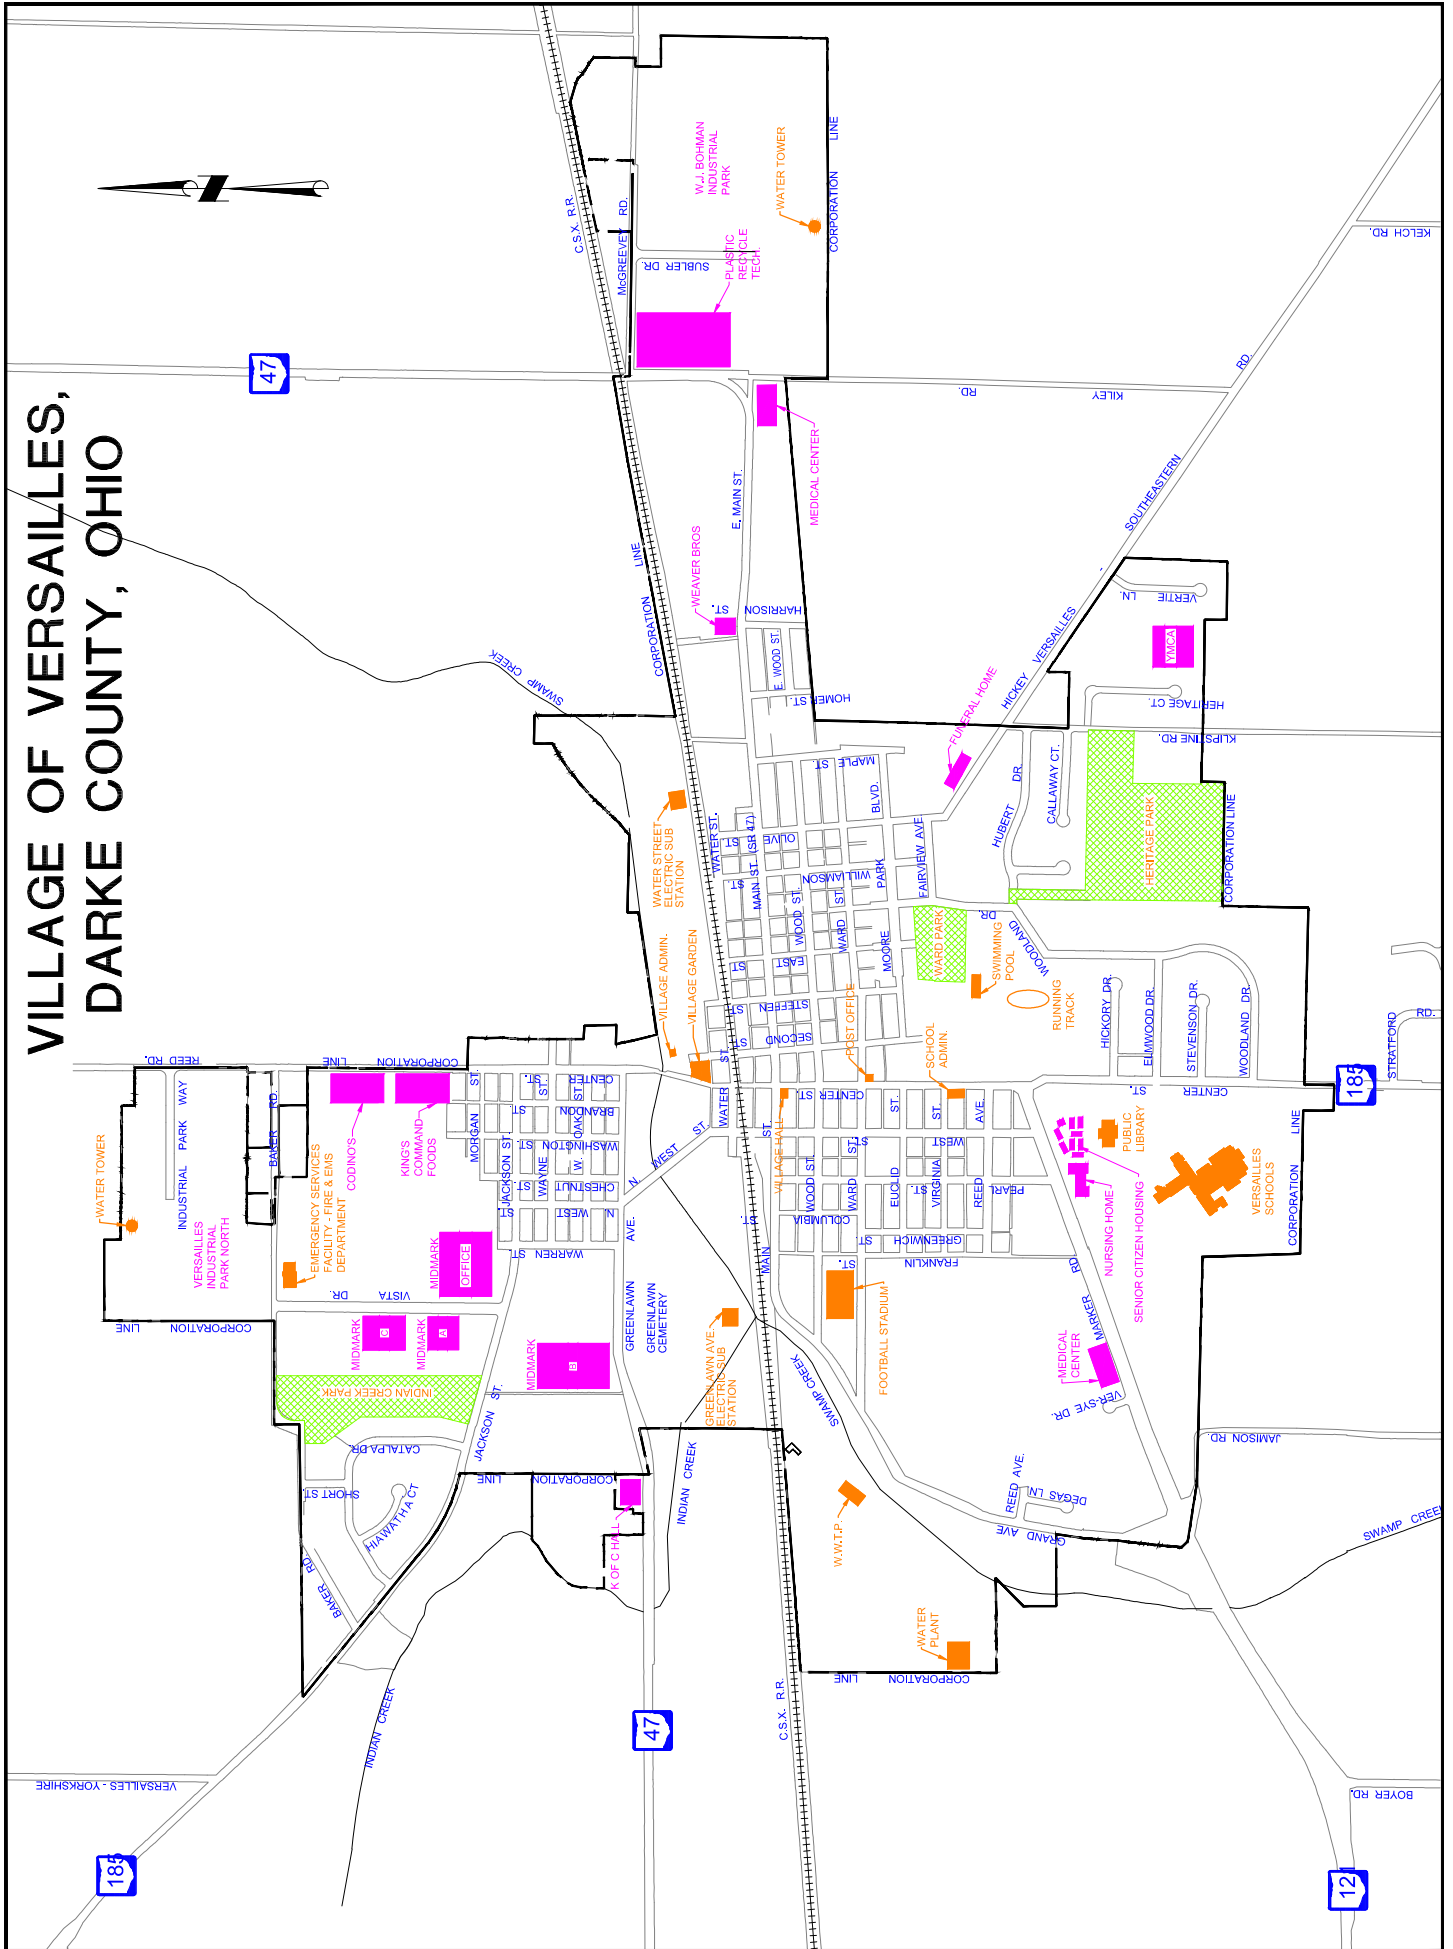 VILLAGE OF VERSAILLES,
DARKE COUNTY, OHIO
185
VERSAILLES - YORKSHIRE
WATER TOWER
INDUSTRIAL PARK WAY
REED RD.
VERSAILLES
INDUSTRIAL
PARK NORTH
CORPORATION LINE
BAKER RD.
EMERGENCY SERVICES
FACILITY - FIRE & EMS
DEPARTMENT
CODINO'S
KING'S
COMMAND
FOODS
CORPORATION LINE
VISTA DR.
MIDMARK
C
MIDMARK
A
MIDMARK
OFFICE
MIDMARK
B
INDIAN CREEK PARK
CATALPA DR.
SHORT ST.
HIAWATHA CT
BAKER RD
JACKSON ST.
CORPORATION LINE
K OF C HALL
INDIAN CREEK
INDIAN CREEK
47
MORGAN ST.
JACKSON ST.
WAYNE ST.
W. OAK ST.
CENTER ST.
BRANDON ST.
WASHINGTON ST.
CHESTNUT ST.
N. WEST ST.
WARREN ST.
N. WEST ST.
GREENLAWN AVE.
GREENLAWN
CEMETERY
GREENLAWN AVE.
ELECTRIC SUB
STATION
47
C.S.X. R.R.
McGREEVEY RD.
SUBLER DR.
W.J. BOHMAN
INDUSTRIAL
PARK
PLASTIC
RECYCLE
TECH.
WATER TOWER
CORPORATION LINE
KELCH RD.
KILEY RD.
MEDICAL CENTER
E. MAIN ST.
WEAVER BROS
HARRISON ST.
E. WOOD ST.
HOMER ST.
CORPORATION LINE
SWAMP CREEK
WATER STREET
ELECTRIC SUB
STATION
VILLAGE ADMIN.
VILLAGE GARDEN
WATER ST.
MAIN ST. (SR 47)
OLIVE ST.
MAPLE ST.
WILLIAMSON ST.
WOOD ST.
WARD ST.
EAST ST.
STEFFEN ST.
SECOND ST.
MOORE PARK BLVD.
FAIRVIEW AVE.
WATER ST.
MAIN ST.
VILLAGE HALL
CENTER ST.
POST OFFICE
SCHOOL
ADMIN.
WOOD ST.
WARD ST.
EUCLID ST.
VIRGINIA ST.
REED AVE.
WEST ST.
PEARL ST.
COLUMBIA ST.
GREENWICH ST.
FRANKLIN ST.
FOOTBALL STADIUM
SWAMP CREEK
C.S.X. R.R.
W.W.T.P.
WATER
PLANT
CORPORATION LINE
GRAND AVE
REED AVE.
DEGAS LN
VER-SYE DR.
MEDICAL
CENTER
MARKER RD
JAMISON RD
SWAMP CREEK
BOYER RD.
121
WARD PARK
SWIMMING
POOL
RUNNING
TRACK
WOODLAND DR.
FUNERAL HOME
HICKEY VERSAILLES SOUTHEASTERN RD.
VERTIE LN.
YMCA
HERITAGE CT.
KLIPSTINE RD.
HUBERT DR.
CALLAWAY CT.
HERITAGE PARK
CORPORATION LINE
HICKORY DR.
ELMWOOD DR.
STEVENSON DR.
WOODLAND DR.
CENTER ST.
STRATFORD RD.
185
PUBLIC
LIBRARY
NURSING HOME
SENIOR CITIZEN HOUSING
VERSAILLES
SCHOOLS
CORPORATION LINE